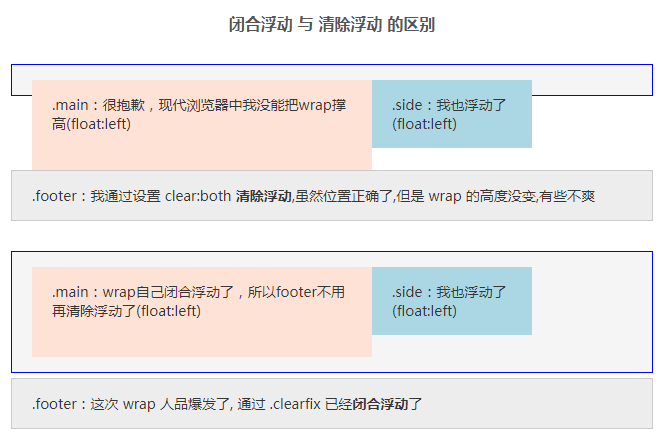 闭合浮动 与 清除浮动 的区别
.main：很抱歉，现代浏览器中我没能把wrap撑
高(float:left)
.side：我也浮动了
(float:left)
.footer：我通过设置 clear:both 清除浮动,虽然位置正确了,但是 wrap 的高度没变,有些不爽
.main：wrap自己闭合浮动了，所以footer不用
再清除浮动了(float:left)
.side：我也浮动了
(float:left)
.footer：这次 wrap 人品爆发了, 通过 .clearfix 已经闭合浮动了